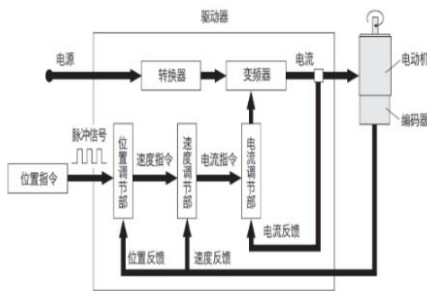 驱动器
电源
转换器
变频器
电流
电动机
编码器
脉冲信号
位置指令
位置调节部
速度指令
速度调节部
电流指令
电流调节部
电流反馈
位置反馈
速度反馈